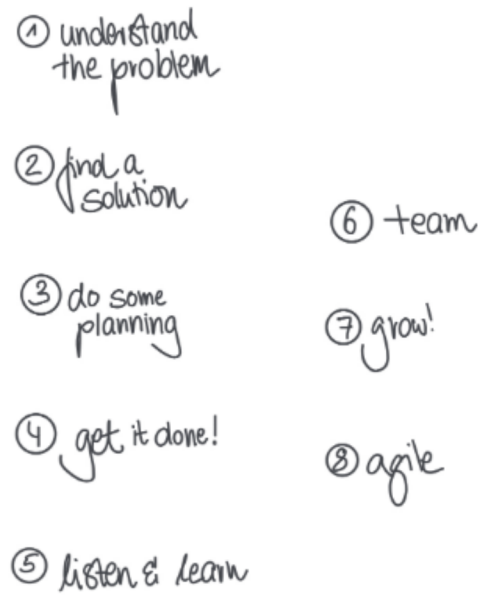 ① understand
the problem
② find a
solution
③ do some
planning
④ get it done!
⑤ listen & learn
⑥ team
⑦ grow!
⑧ agile